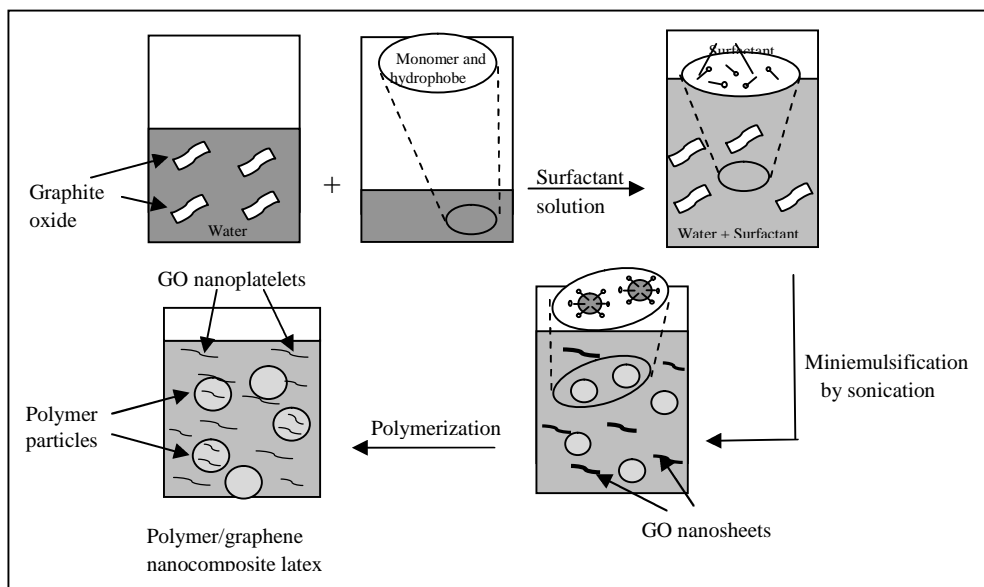 Monomer and
hydrophobe
Surfactant
Graphite
oxide
Water
+
Surfactant
solution
Water + Surfactant
GO nanoplatelets
Miniemulsification
by sonication
Polymer
particles
Polymerization
GO nanosheets
Polymer/graphene
nanocomposite latex